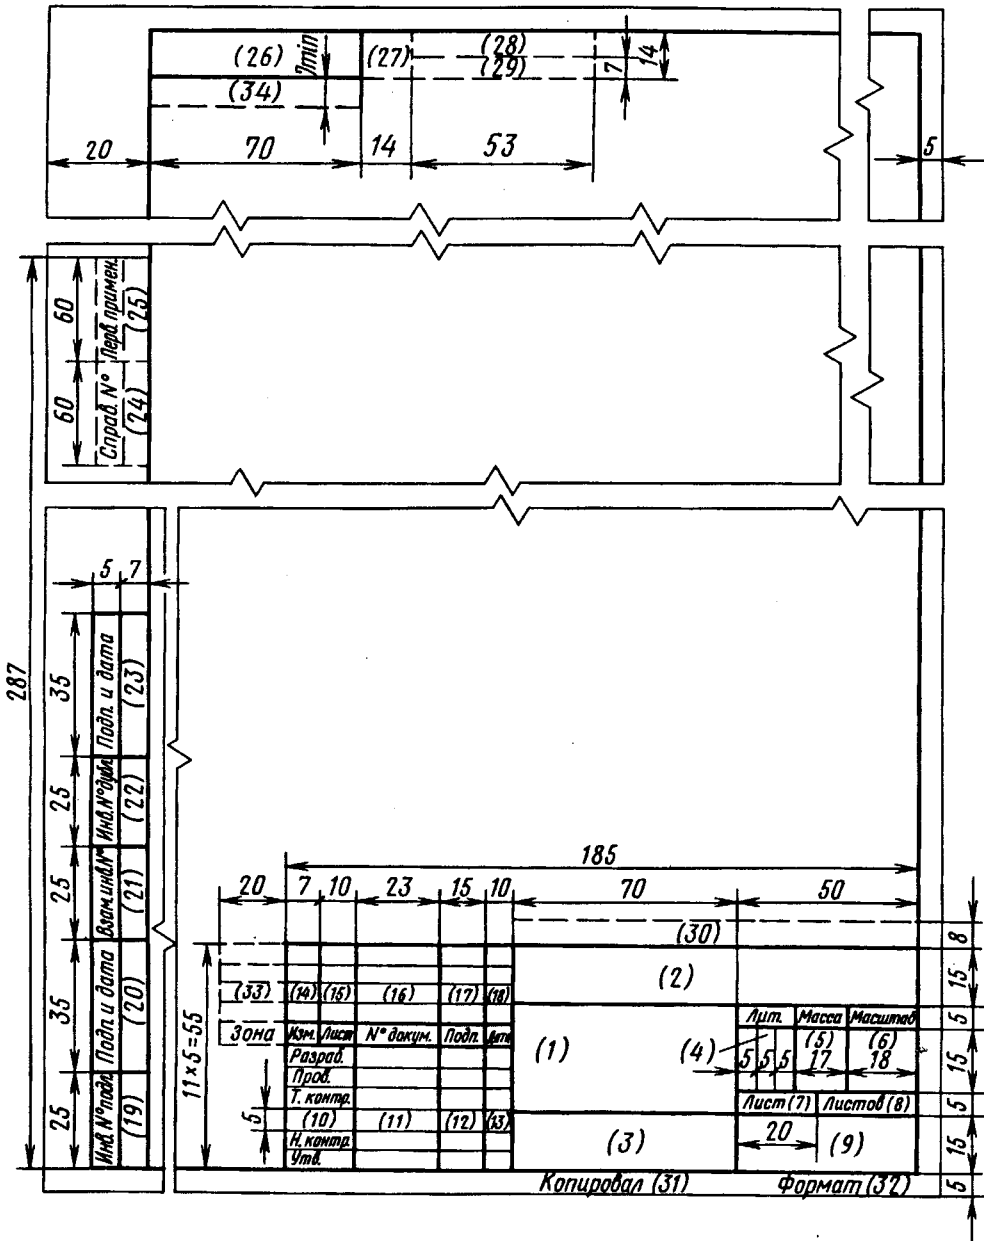 (26) 7min (27) (28) 14
(29) 7
(34)
20 70 14 53 5
287
60 Перв. примен. (25)
60 Справ. № (24)
5 7
35 Подп. и дата (23)
25 Инв. № дубл. (22)
25 Взам. инв. № (21)
35 Подп. и дата (20)
25 Инв. № подл. (19)
185
20 7 10 23 15 10 70 50
(30) 8
(2) 15
(33) (14) (15) (16) (17) (18)
Лит. Масса Масштаб 5
Зона Изм. Лист № докум. Подп. Дата (1) (4) (5) (6)
5 5 5 17 18 15
11×5=55
Разраб.
Пров.
Т. контр. Лист (7) Листов (8) 5
5 (10) (11) (12) (13)
Н. контр. (3) 20 (9) 15
Утв.
Копировал (31) Формат (32) 5